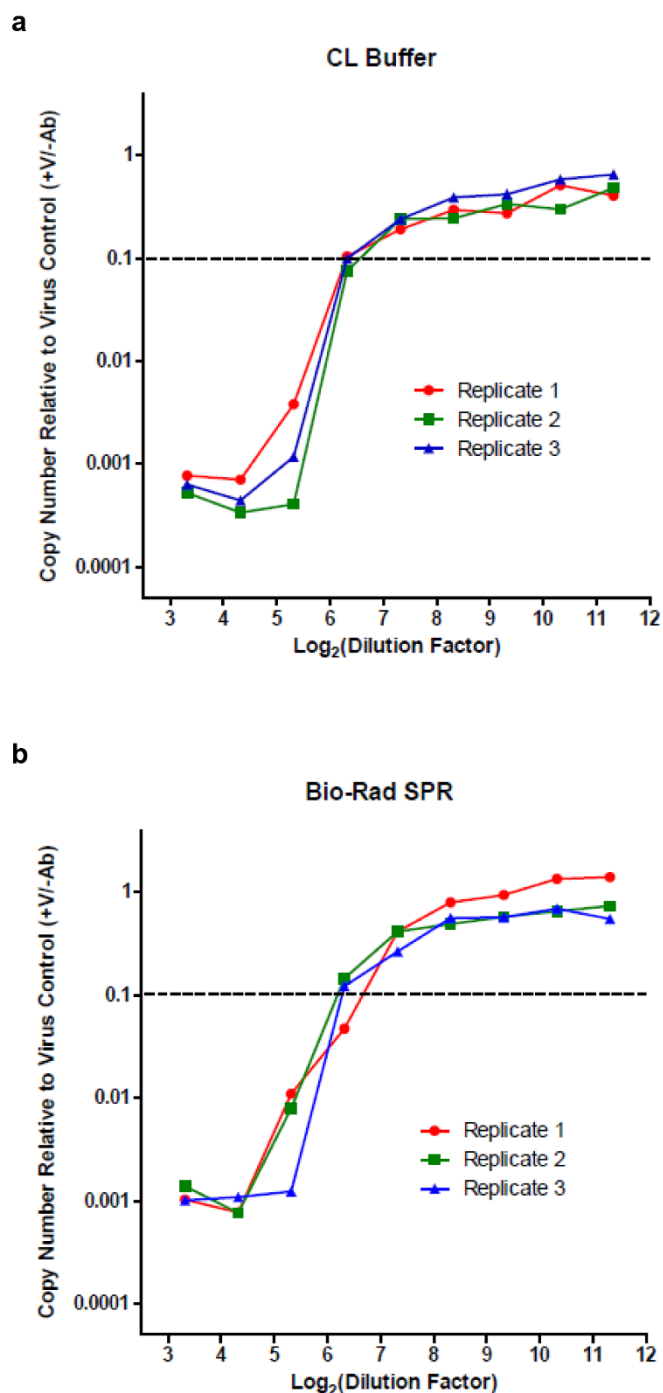 a
CL Buffer
Copy Number Relative to Virus Control (+V/-Ab)
1
0.1
0.01
0.001
0.0001
Replicate 1
Replicate 2
Replicate 3
3 4 5 6 7 8 9 10 11 12
Log₂(Dilution Factor)
b
Bio-Rad SPR
Copy Number Relative to Virus Control (+V/-Ab)
1
0.1
0.01
0.001
0.0001
Replicate 1
Replicate 2
Replicate 3
3 4 5 6 7 8 9 10 11 12
Log₂(Dilution Factor)